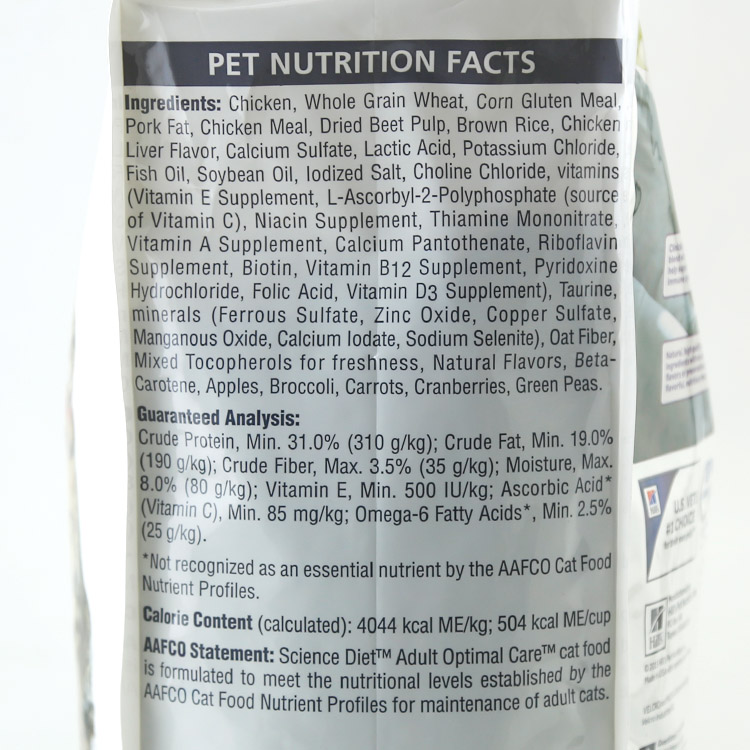 PET NUTRITION FACTS
Ingredients: Chicken, Whole Grain Wheat, Corn Gluten Meal,
Pork Fat, Chicken Meal, Dried Beet Pulp, Brown Rice, Chicken
Liver Flavor, Calcium Sulfate, Lactic Acid, Potassium Chloride,
Fish Oil, Soybean Oil, Iodized Salt, Choline Chloride, vitamins
(Vitamin E Supplement, L-Ascorbyl-2-Polyphosphate (source
of Vitamin C), Niacin Supplement, Thiamine Mononitrate,
Vitamin A Supplement, Calcium Pantothenate, Riboflavin
Supplement, Biotin, Vitamin B12 Supplement, Pyridoxine
Hydrochloride, Folic Acid, Vitamin D3 Supplement), Taurine,
minerals (Ferrous Sulfate, Zinc Oxide, Copper Sulfate,
Manganous Oxide, Calcium Iodate, Sodium Selenite), Oat Fiber,
Mixed Tocopherols for freshness, Natural Flavors, Beta-
Carotene, Apples, Broccoli, Carrots, Cranberries, Green Peas.
Guaranteed Analysis:
Crude Protein, Min. 31.0% (310 g/kg); Crude Fat, Min. 19.0%
(190 g/kg); Crude Fiber, Max. 3.5% (35 g/kg); Moisture, Max.
8.0% (80 g/kg); Vitamin E, Min. 500 IU/kg; Ascorbic Acid*
(Vitamin C), Min. 85 mg/kg; Omega-6 Fatty Acids*, Min. 2.5%
(25 g/kg).
*Not recognized as an essential nutrient by the AAFCO Cat Food
Nutrient Profiles.
Calorie Content (calculated): 4044 kcal ME/kg; 504 kcal ME/cup
AAFCO Statement: Science Diet™ Adult Optimal Care™ cat food
is formulated to meet the nutritional levels established by the
AAFCO Cat Food Nutrient Profiles for maintenance of adult cats.
U.S. VETS'
#1 CHOICE